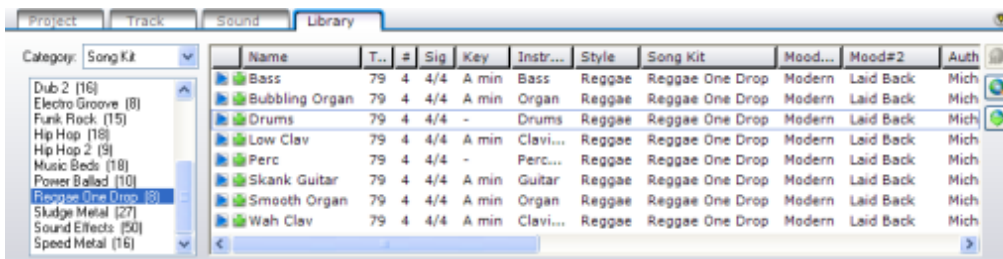 Project Track Sound Library
Category: Song Kit
Name T.. # Sig Key Instr... Style Song Kit Mood... Mood#2 Auth
Dub 2 (16)
Electro Groove (8)
Funk Rock (15)
Hip Hop (18)
Hip Hop 2 (9)
Music Beds (18)
Power Ballad (10)
Reggae One Drop (8)
Sludge Metal (27)
Sound Effects (50)
Speed Metal (16)
Bass 79 4 4/4 A min Bass Reggae Reggae One Drop Modern Laid Back Mich
Bubbling Organ 79 4 4/4 A min Organ Reggae Reggae One Drop Modern Laid Back Mich
Drums 79 4 4/4 - Drums Reggae Reggae One Drop Modern Laid Back Mich
Low Clav 79 4 4/4 A min Clavi... Reggae Reggae One Drop Modern Laid Back Mich
Perc 79 4 4/4 - Perc... Reggae Reggae One Drop Modern Laid Back Mich
Skank Guitar 79 4 4/4 A min Guitar Reggae Reggae One Drop Modern Laid Back Mich
Smooth Organ 79 4 4/4 A min Organ Reggae Reggae One Drop Modern Laid Back Mich
Wah Clav 79 4 4/4 A min Clavi... Reggae Reggae One Drop Modern Laid Back Mich